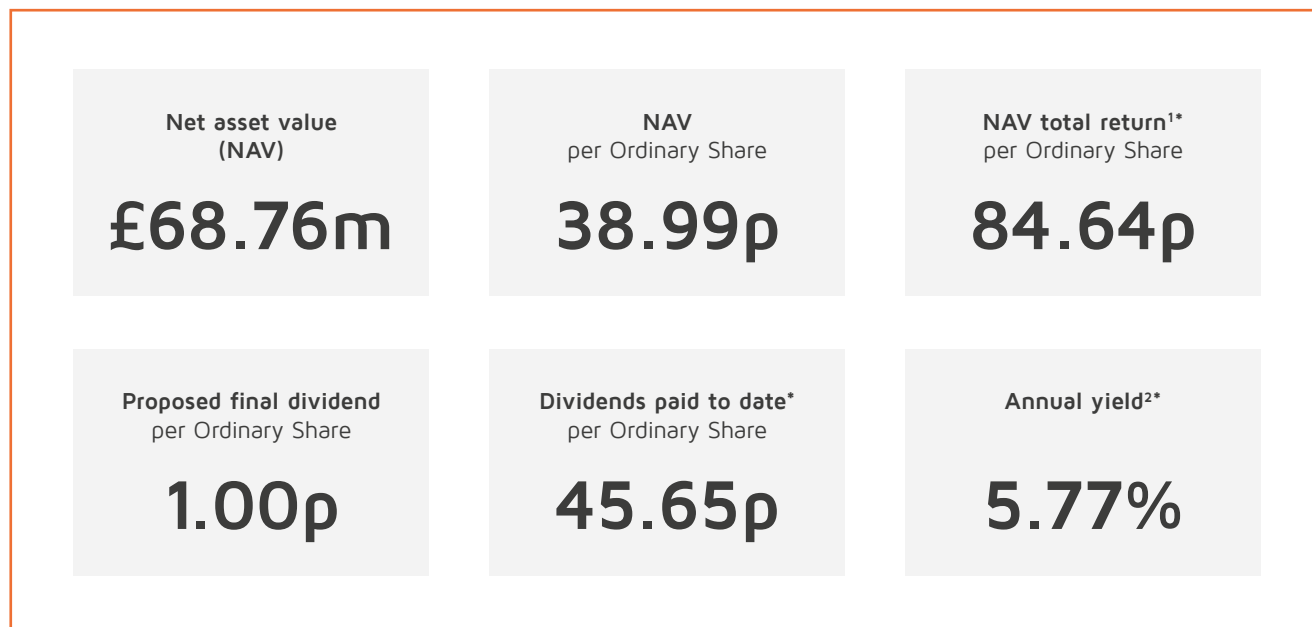 Net asset value
(NAV)
£68.76m
NAV
per Ordinary Share
38.99p
NAV total return¹*
per Ordinary Share
84.64p
Proposed final dividend
per Ordinary Share
1.00p
Dividends paid to date*
per Ordinary Share
45.65p
Annual yield²*
5.77%